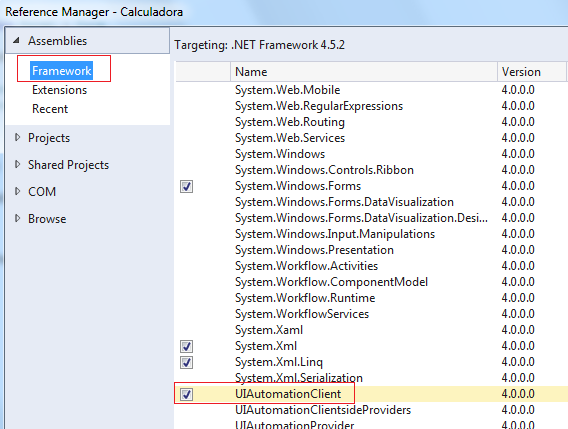 Reference Manager - Calculadora
Assemblies
Framework
Extensions
Recent
Projects
Shared Projects
COM
Browse
Targeting: .NET Framework 4.5.2
Name Version
System.Web.Mobile 4.0.0.0
System.Web.RegularExpressions 4.0.0.0
System.Web.Routing 4.0.0.0
System.Web.Services 4.0.0.0
System.Windows 4.0.0.0
System.Windows.Controls.Ribbon 4.0.0.0
System.Windows.Forms 4.0.0.0
System.Windows.Forms.DataVisualization 4.0.0.0
System.Windows.Forms.DataVisualization.Desi... 4.0.0.0
System.Windows.Input.Manipulations 4.0.0.0
System.Windows.Presentation 4.0.0.0
System.Workflow.Activities 4.0.0.0
System.Workflow.ComponentModel 4.0.0.0
System.Workflow.Runtime 4.0.0.0
System.WorkflowServices 4.0.0.0
System.Xaml 4.0.0.0
System.Xml 4.0.0.0
System.Xml.Linq 4.0.0.0
System.Xml.Serialization 4.0.0.0
UIAutomationClient 4.0.0.0
UIAutomationClientsideProviders 4.0.0.0
UIAutomationProvider 4.0.0.0